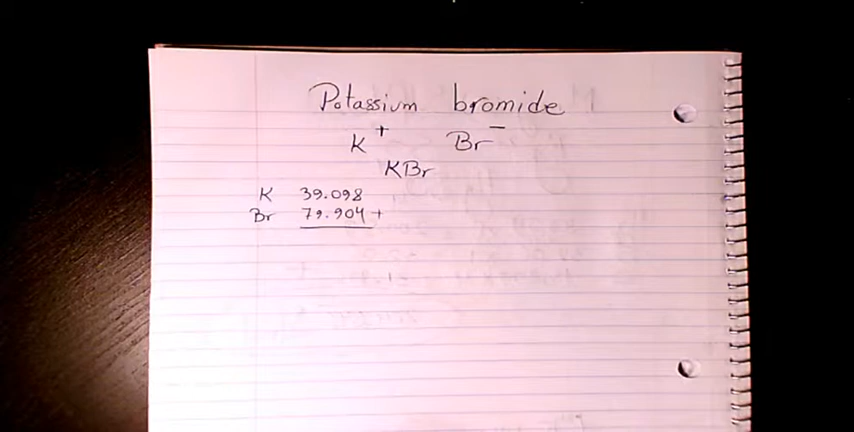 Potassium bromide
K+ Br−
KBr
K 39.098
Br 79.904 +